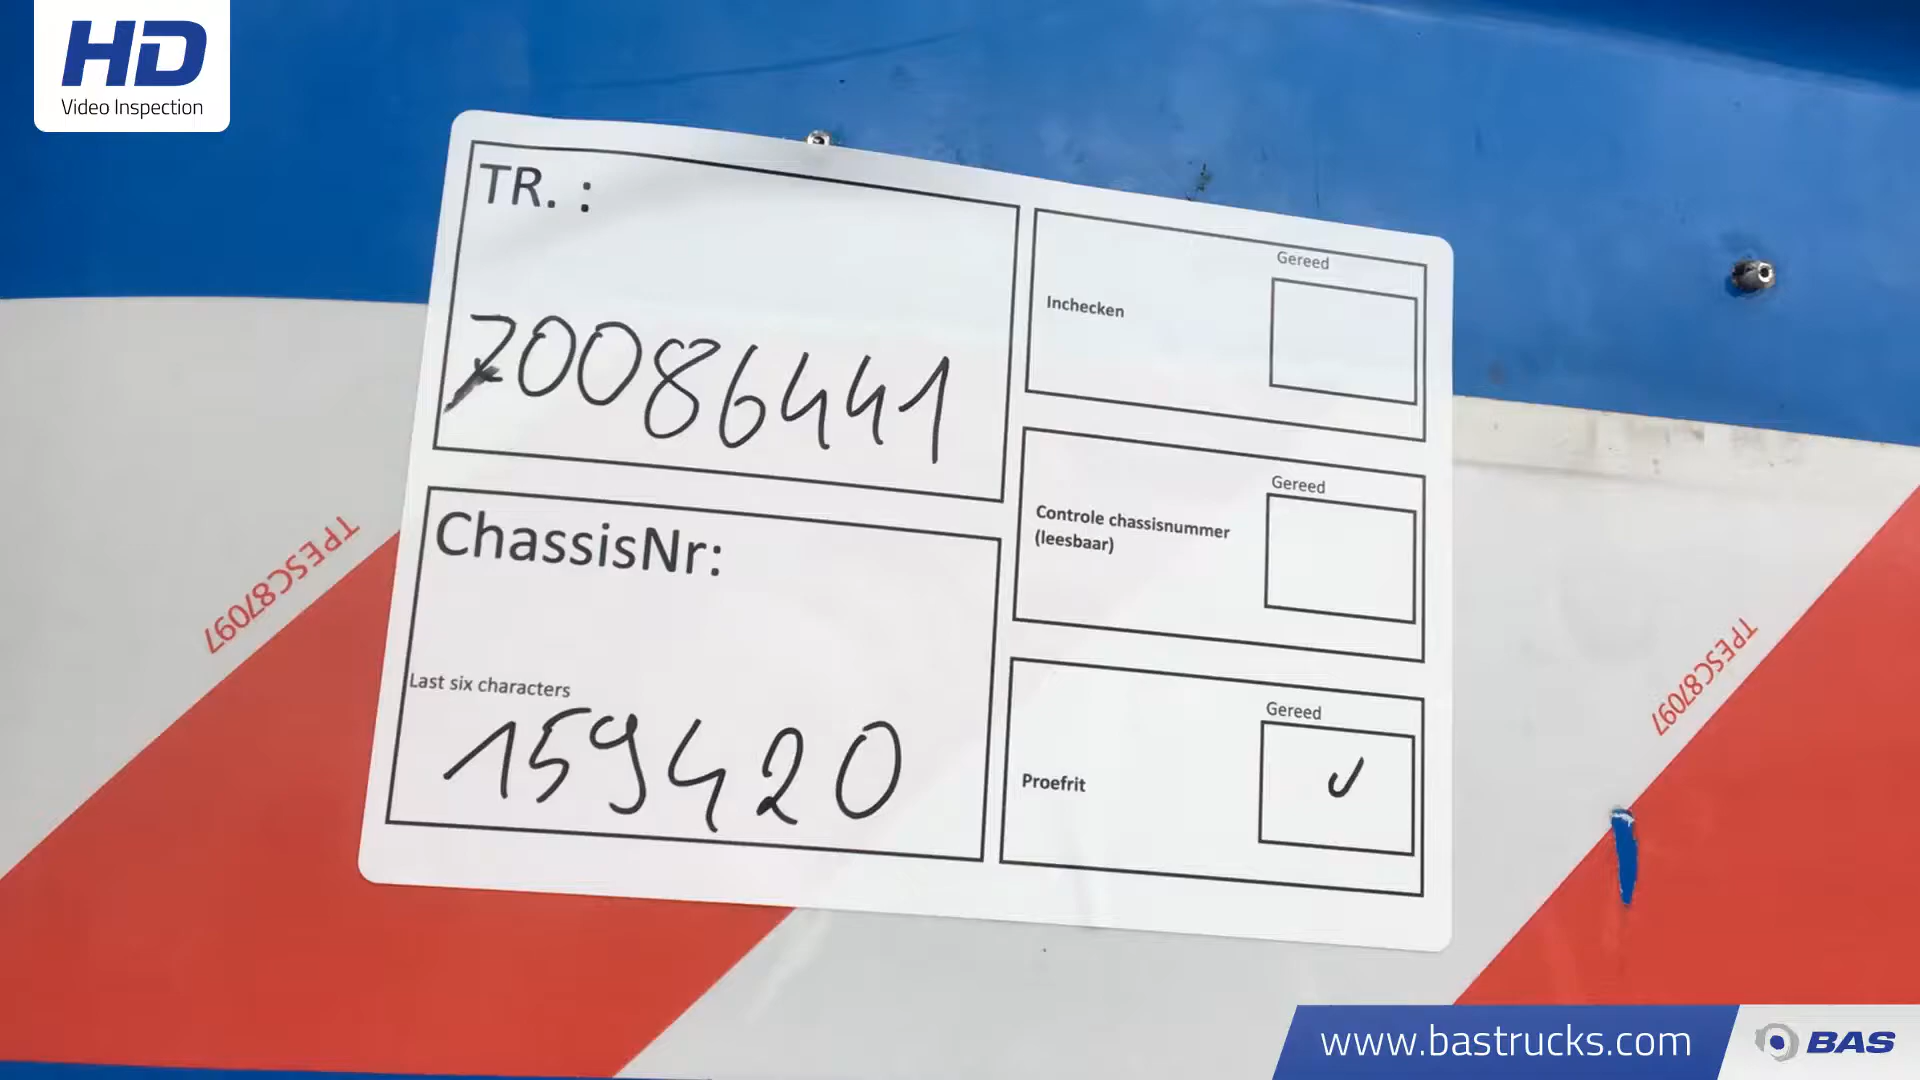 HD
Video Inspection
TR. :
70086441
ChassisNr:
Last six characters
159420
Gereed
Inchecken
Gereed
Controle chassisnummer
(leesbaar)
Gereed
Proefrit
TPESC87097
TPESC87097
www.bastrucks.com
BAS